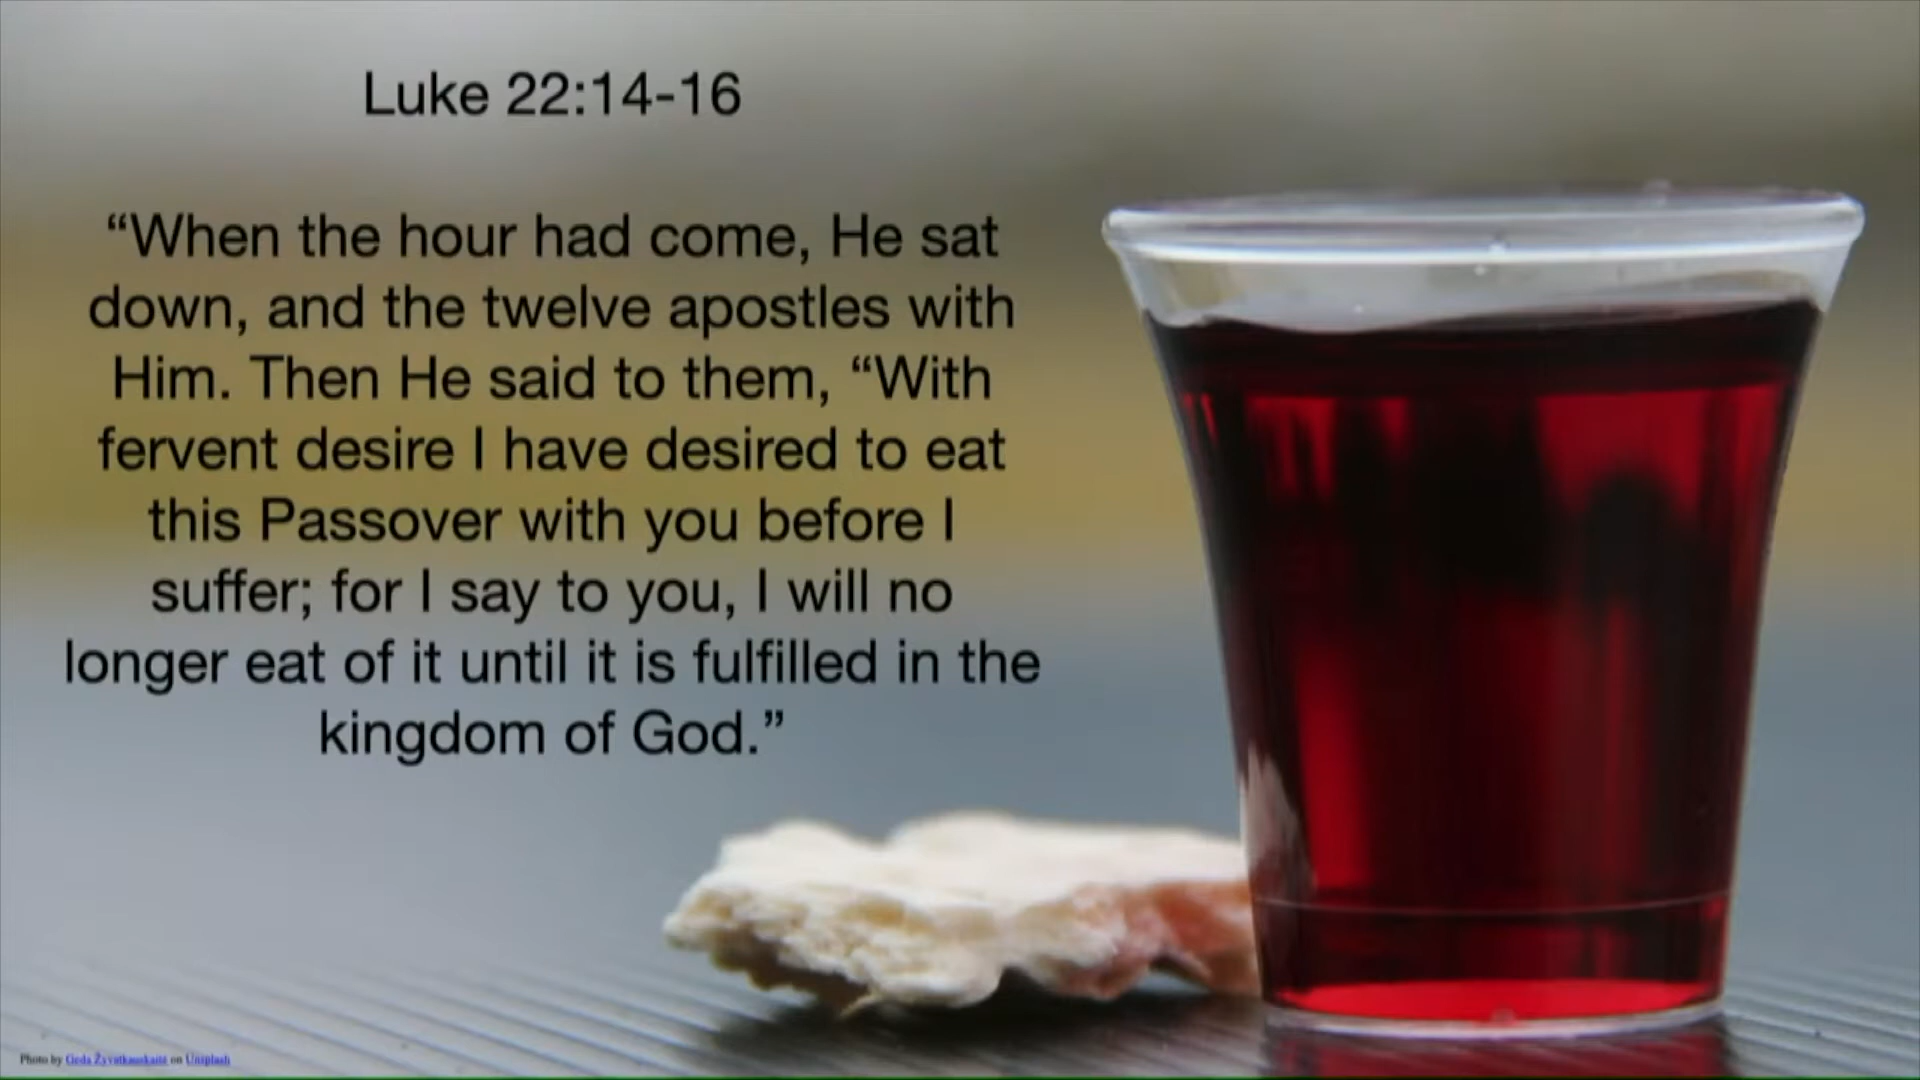 Luke 22:14-16
“When the hour had come, He sat
down, and the twelve apostles with
Him. Then He said to them, “With
fervent desire I have desired to eat
this Passover with you before I
suffer; for I say to you, I will no
longer eat of it until it is fulfilled in the
kingdom of God.”
Photo by Geda Žyvatkauskaitė on Unsplash